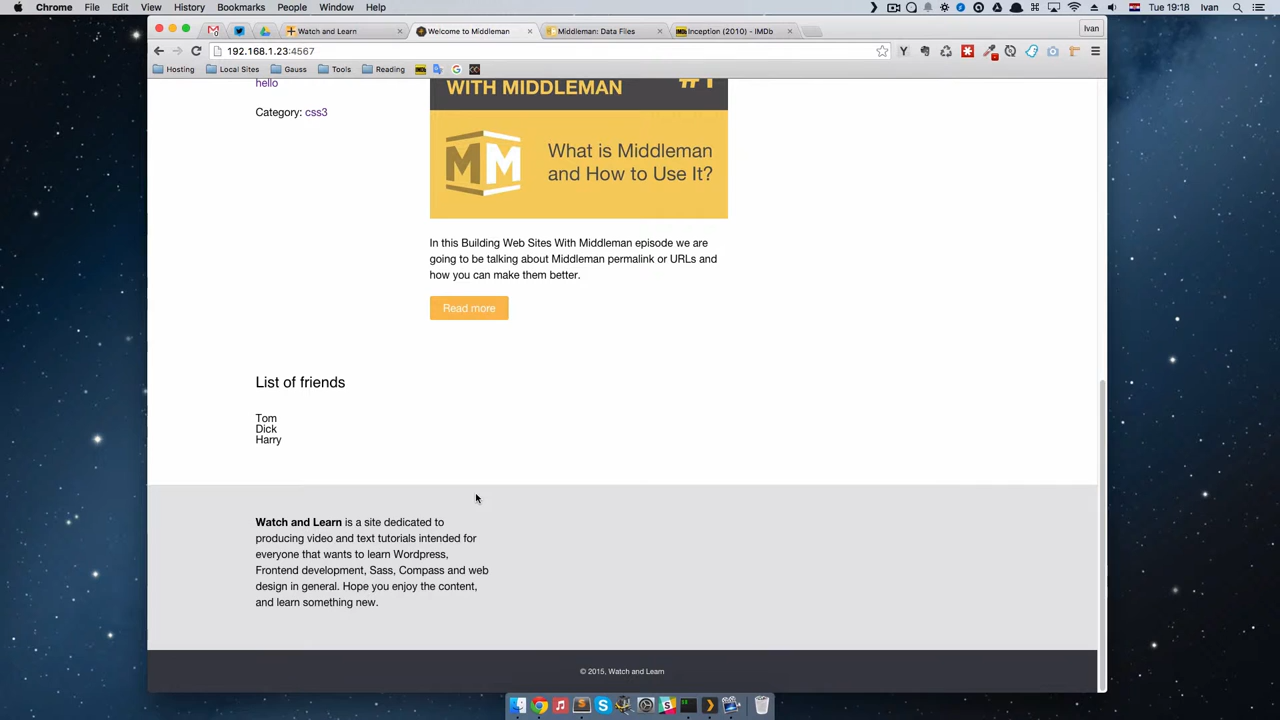 Chrome File Edit View History Bookmarks People Window Help
Tue 19:18 Ivan
Watch and Learn
Welcome to Middleman
Middleman: Data Files
Inception (2010) - IMDb
Ivan
192.168.1.23:4567
Hosting Local Sites Gauss Tools Reading
hello
WITH MIDDLEMAN #1
Category: css3
MM
What is Middleman
and How to Use It?
In this Building Web Sites With Middleman episode we are
going to be talking about Middleman permalink or URLs and
how you can make them better.
Read more
List of friends
Tom
Dick
Harry
Watch and Learn is a site dedicated to
producing video and text tutorials intended for
everyone that wants to learn Wordpress,
Frontend development, Sass, Compass and web
design in general. Hope you enjoy the content,
and learn something new.
© 2015, Watch and Learn